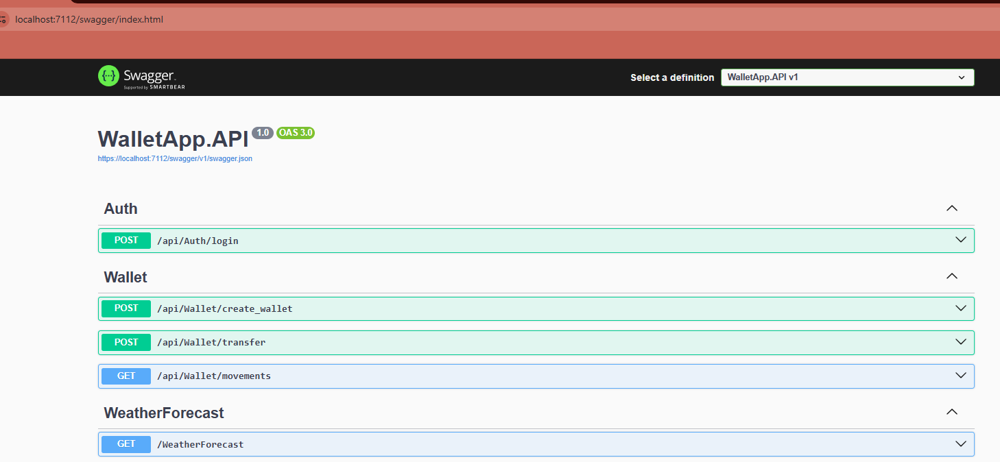 localhost:7112/swagger/index.html
{···} Swagger.
Supported by SMARTBEAR
Select a definition
WalletApp.API v1
WalletApp.API 1.0 OAS 3.0
https://localhost:7112/swagger/v1/swagger.json
Auth
POST /api/Auth/login
Wallet
POST /api/Wallet/create_wallet
POST /api/Wallet/transfer
GET /api/Wallet/movements
WeatherForecast
GET /WeatherForecast